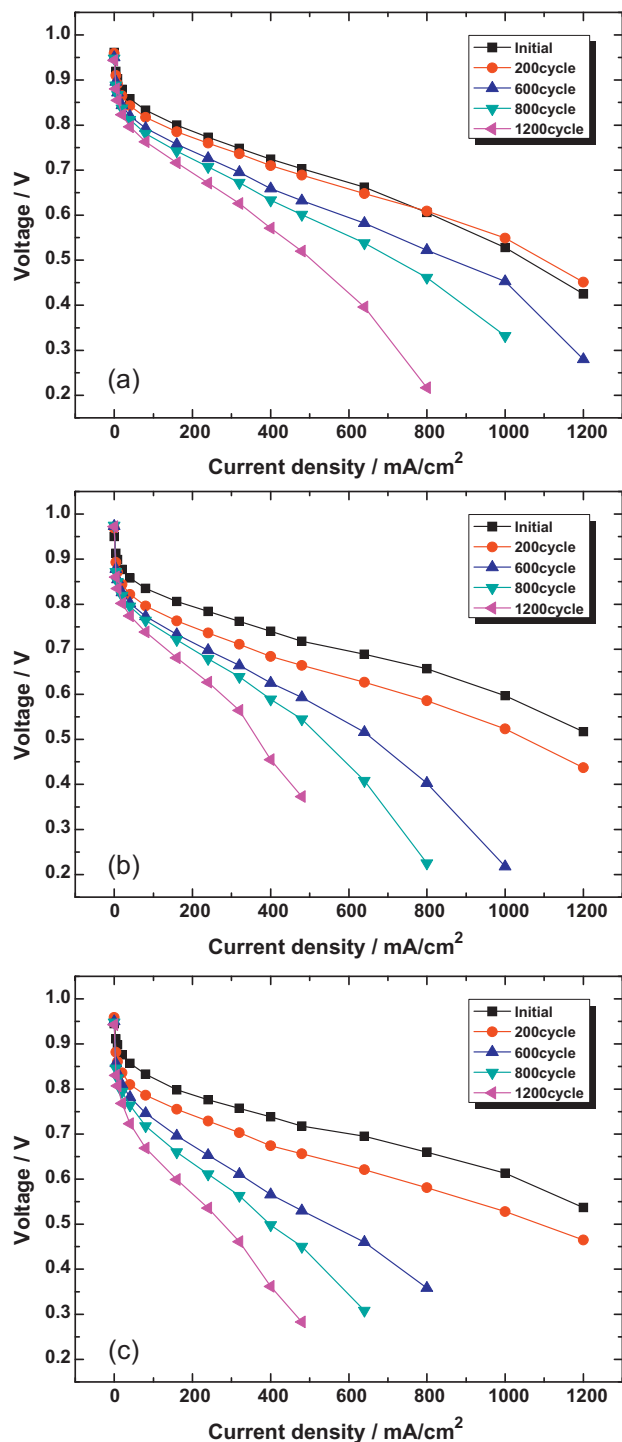 1.0
0.9
0.8
0.7
0.6
0.5
0.4
0.3
0.2
Voltage / V
Initial
200cycle
600cycle
800cycle
1200cycle
(a)
0 200 400 600 800 1000 1200
Current density / mA/cm²
1.0
0.9
0.8
0.7
0.6
0.5
0.4
0.3
0.2
Voltage / V
Initial
200cycle
600cycle
800cycle
1200cycle
(b)
0 200 400 600 800 1000 1200
Current density / mA/cm²
1.0
0.9
0.8
0.7
0.6
0.5
0.4
0.3
0.2
Voltage / V
Initial
200cycle
600cycle
800cycle
1200cycle
(c)
0 200 400 600 800 1000 1200
Current density / mA/cm²